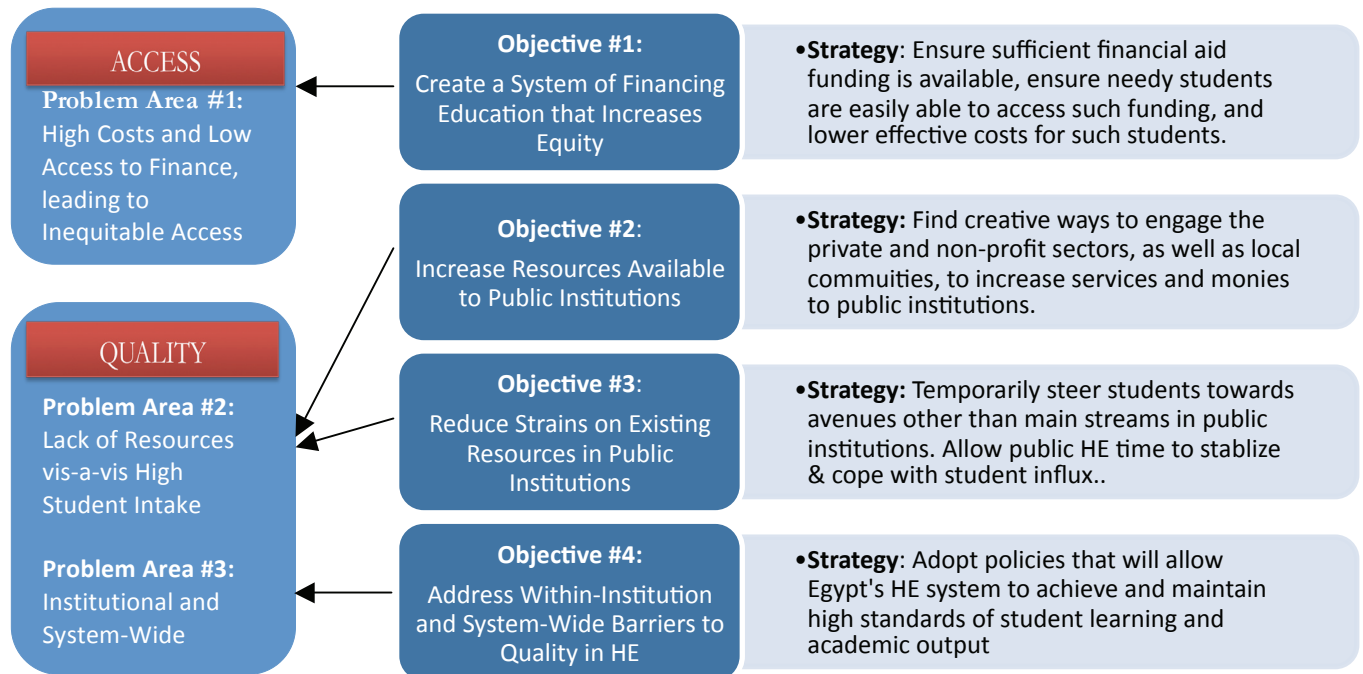 ACCESS
Problem Area #1:
High Costs and Low
Access to Finance,
leading to
Inequitable Access
QUALITY
Problem Area #2:
Lack of Resources
vis-a-vis High
Student Intake
Problem Area #3:
Institutional and
System-Wide
Objective #1:
Create a System of Financing
Education that Increases
Equity
•Strategy: Ensure sufficient financial aid
funding is available, ensure needy students
are easily able to access such funding, and
lower effective costs for such students.
Objective #2:
Increase Resources Available
to Public Institutions
•Strategy: Find creative ways to engage the
private and non-profit sectors, as well as local
commuities, to increase services and monies
to public institutions.
Objective #3:
Reduce Strains on Existing
Resources in Public
Institutions
•Strategy: Temporarily steer students towards
avenues other than main streams in public
institutions. Allow public HE time to stablize
& cope with student influx..
Objective #4:
Address Within-Institution
and System-Wide Barriers to
Quality in HE
•Strategy: Adopt policies that will allow
Egypt's HE system to achieve and maintain
high standards of student learning and
academic output